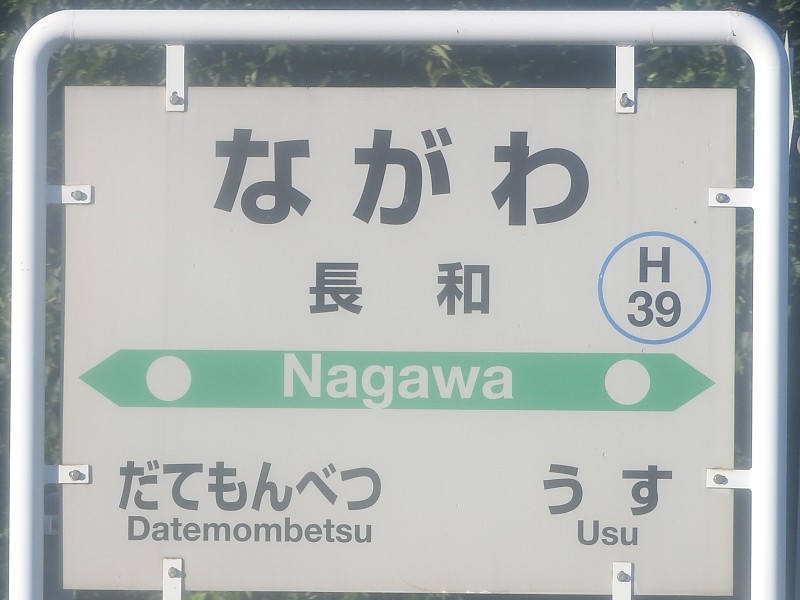 ながわ
長和
H
39
Nagawa
だてもんべつ
Datemombetsu
うす
Usu